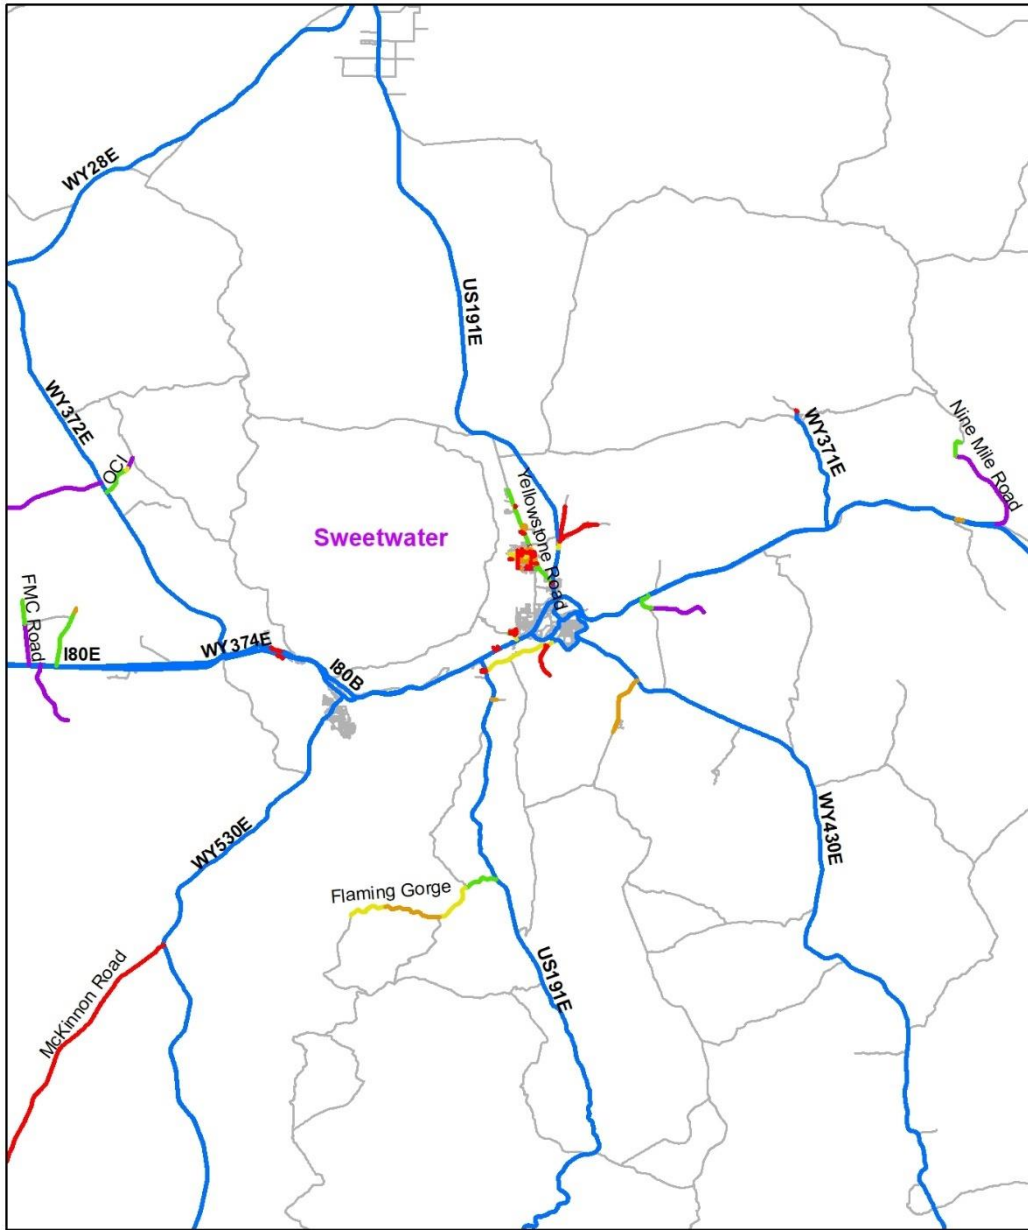 WY28E
US191E
WY372E
OCI
WY371E
Nine Mile Road
Yellowstone Road
Sweetwater
FMC Road
I80E
WY374E
I80B
WY530E
WY430E
Flaming Gorge
US191E
McKinnon Road